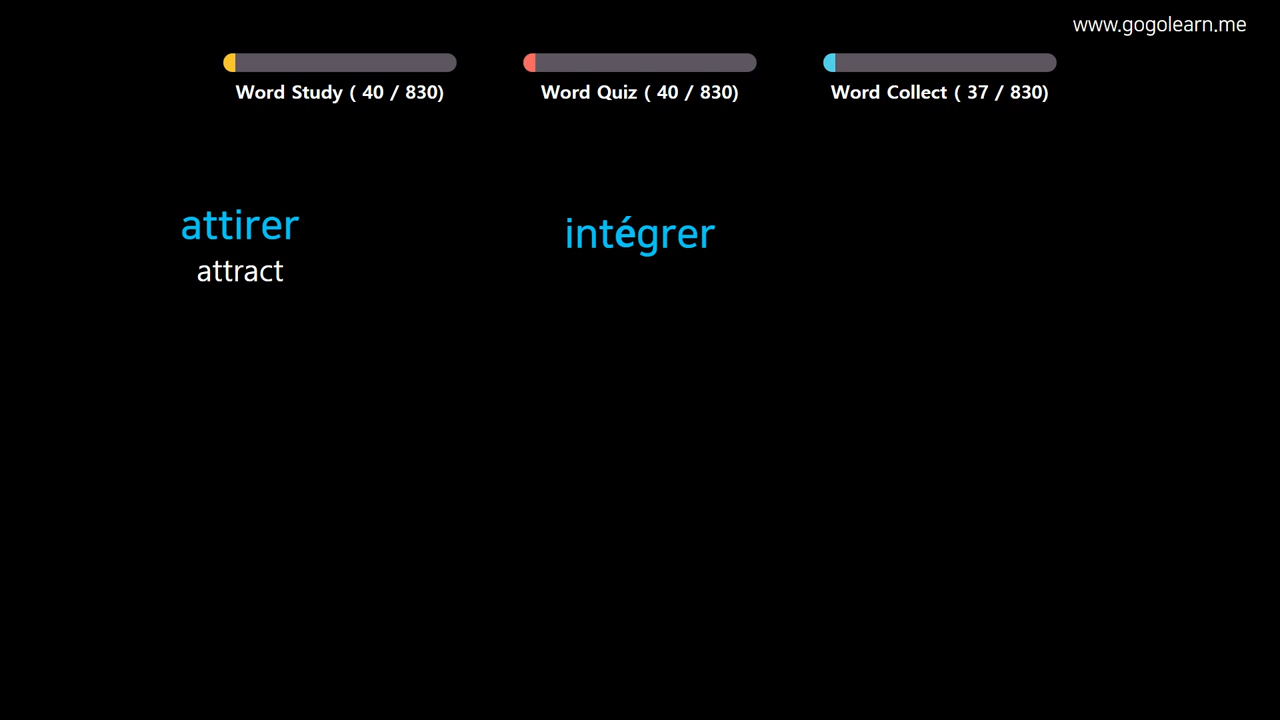 www.gogolearn.me
Word Study ( 40 / 830)
Word Quiz ( 40 / 830)
Word Collect ( 37 / 830)
attirer
attract
intégrer